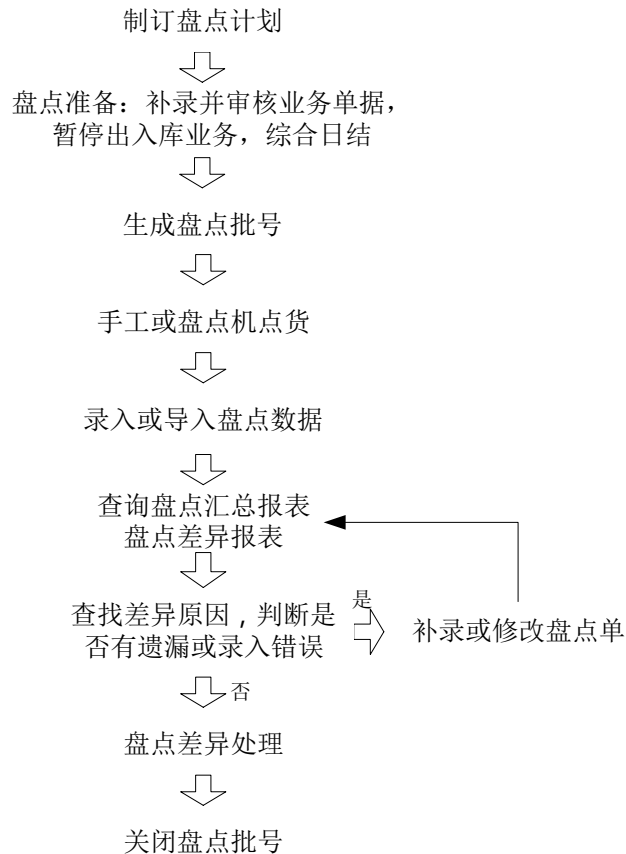 制订盘点计划
盘点准备：补录并审核业务单据，
暂停出入库业务，综合日结
生成盘点批号
手工或盘点机点货
录入或导入盘点数据
查询盘点汇总报表
盘点差异报表
查找差异原因，判断是
否有遗漏或录入错误
是
补录或修改盘点单
否
盘点差异处理
关闭盘点批号